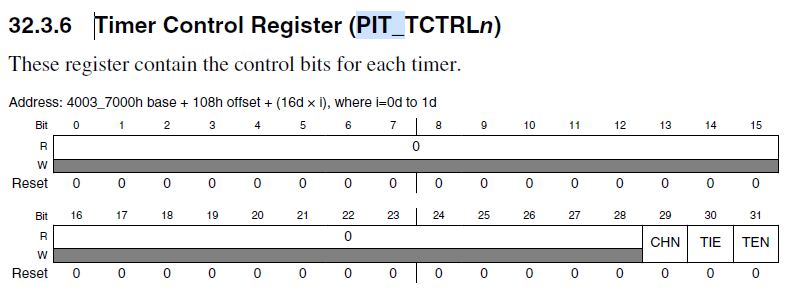 32.3.6 Timer Control Register (PIT_TCTRLn)
These register contain the control bits for each timer.
Address: 4003_7000h base + 108h offset + (16d × i), where i=0d to 1d
Bit 0 1 2 3 4 5 6 7 8 9 10 11 12 13 14 15
R 0
W
Reset 0 0 0 0 0 0 0 0 0 0 0 0 0 0 0 0
Bit 16 17 18 19 20 21 22 23 24 25 26 27 28 29 30 31
R 0 CHN TIE TEN
W
Reset 0 0 0 0 0 0 0 0 0 0 0 0 0 0 0 0